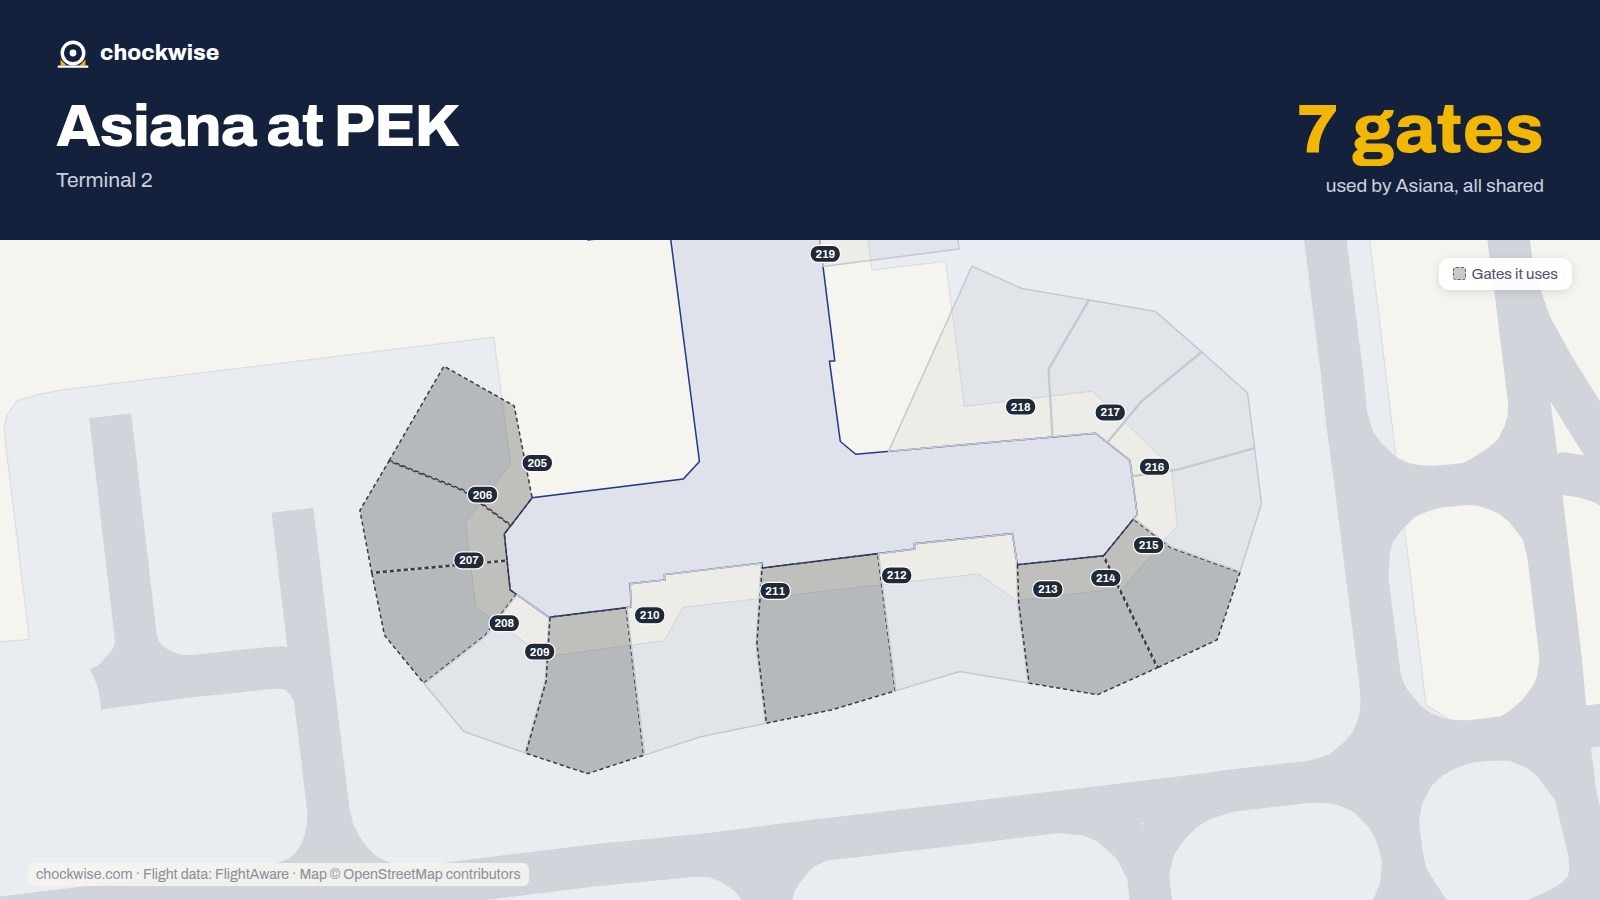 chockwise
Asiana at PEK
Terminal 2
7 gates
used by Asiana, all shared
219
Gates it uses
218
217
205
216
206
215
207
212
214
211
213
210
208
209
chockwise.com · Flight data: FlightAware · Map © OpenStreetMap contributors